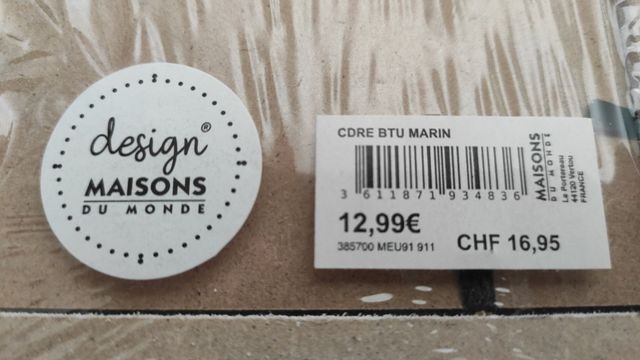 design®
MAISONS
DU MONDE
CDRE BTU MARIN
3 611871 934836
12,99€
385700 MEU91 911
CHF 16,95
MAISONS
DU MONDE
Le Portereau
44120 Vertou
FRANCE